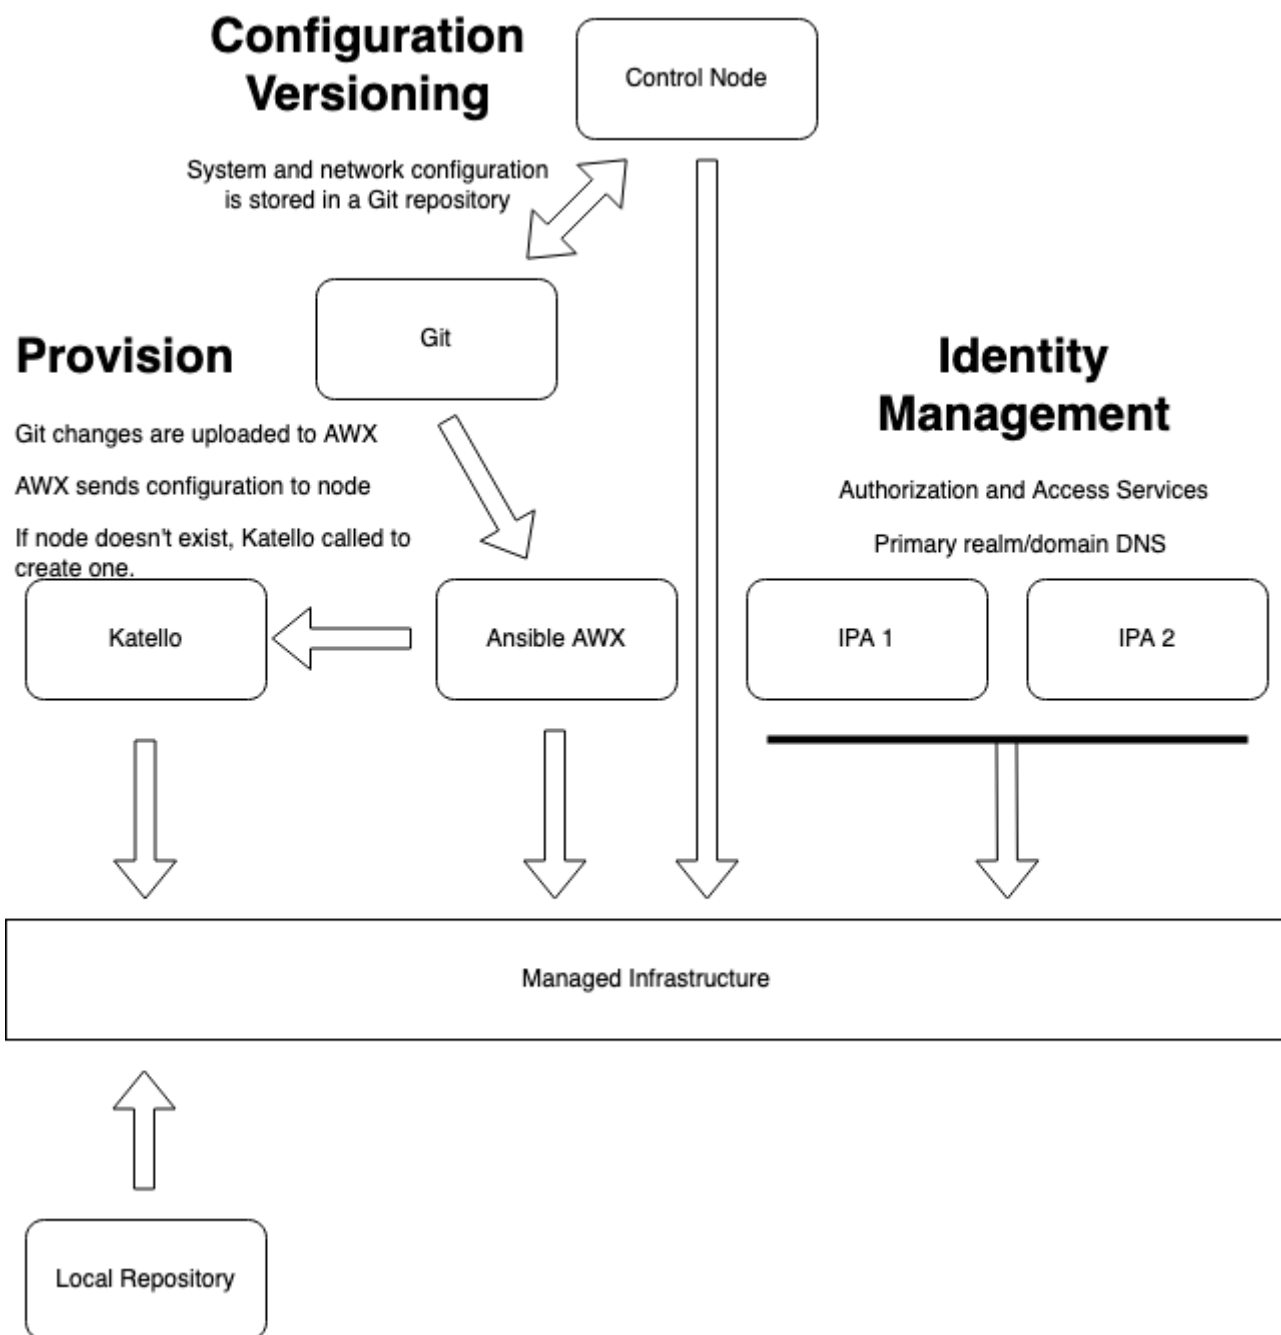 Configuration
Versioning
Control Node
System and network configuration
is stored in a Git repository
Git
Provision
Git changes are uploaded to AWX
AWX sends configuration to node
If node doesn't exist, Katello called to
create one.
Identity
Management
Authorization and Access Services
Primary realm/domain DNS
Katello
Ansible AWX
IPA 1
IPA 2
Managed Infrastructure
Local Repository